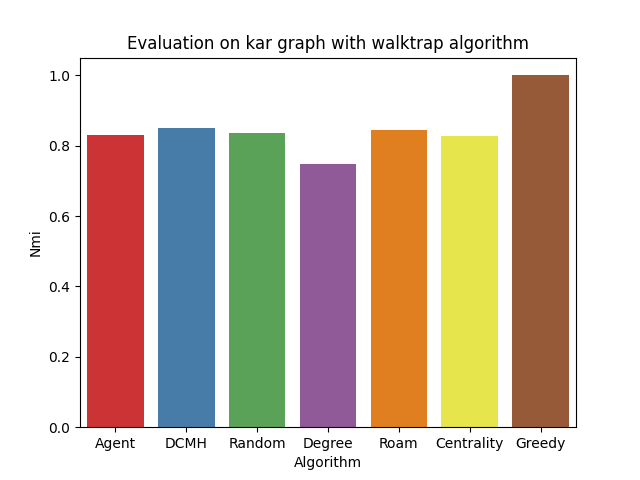 Evaluation on kar graph with walktrap algorithm
Nmi
1.0
0.8
0.6
0.4
0.2
0.0
Agent DCMH Random Degree Roam Centrality Greedy
Algorithm